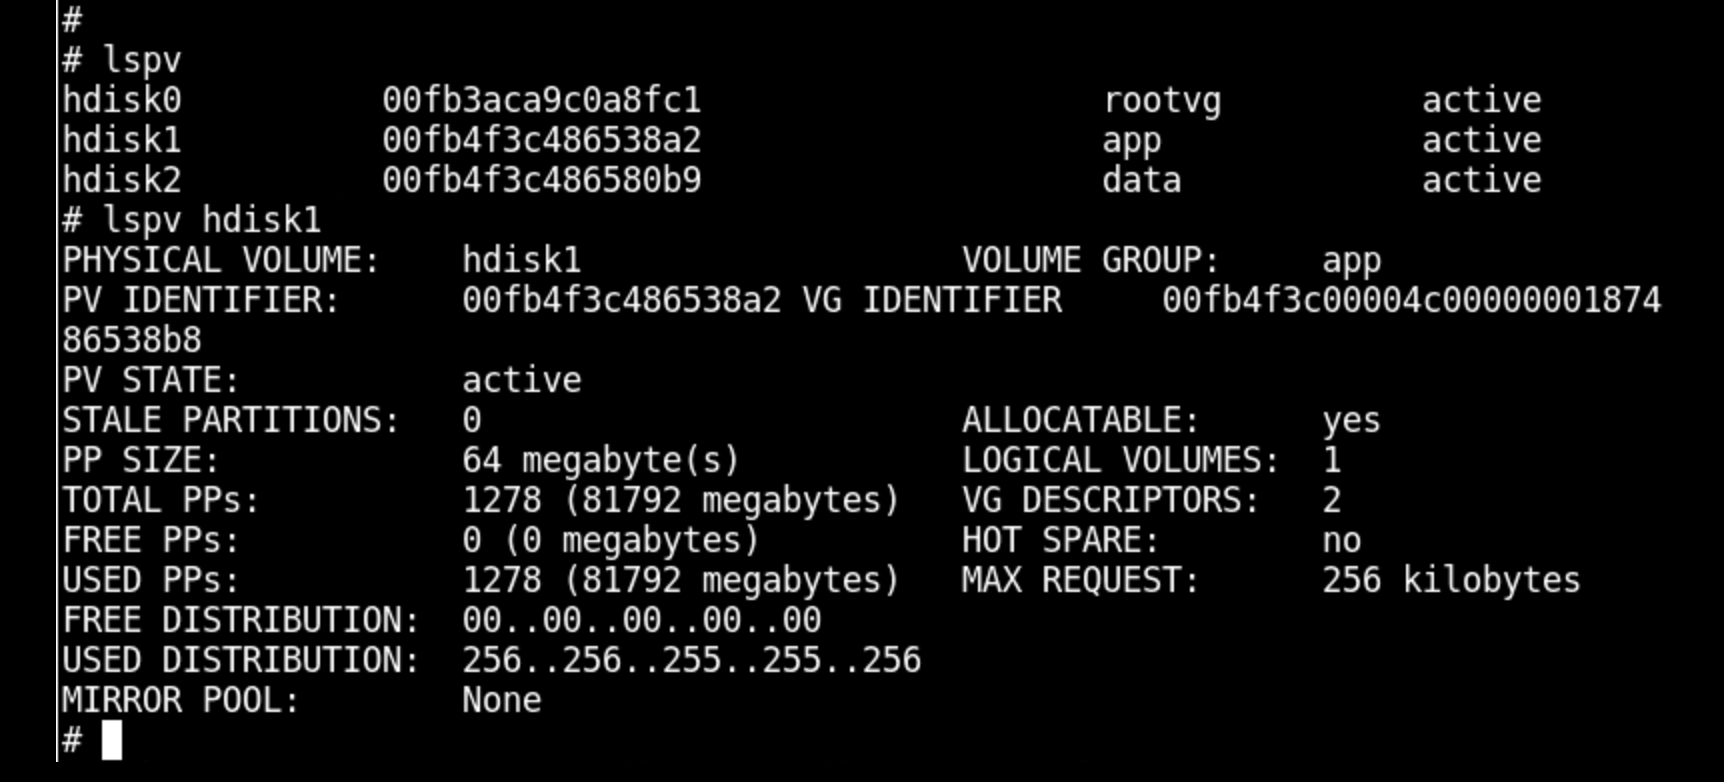 #
# lspv
hdisk0          00fb3aca9c0a8fc1                    rootvg          active
hdisk1          00fb4f3c486538a2                    app             active
hdisk2          00fb4f3c486580b9                    data            active
# lspv hdisk1
PHYSICAL VOLUME:    hdisk1                   VOLUME GROUP:     app
PV IDENTIFIER:      00fb4f3c486538a2 VG IDENTIFIER     00fb4f3c00004c00000001874
86538b8
PV STATE:           active
STALE PARTITIONS:   0                        ALLOCATABLE:      yes
PP SIZE:            64 megabyte(s)           LOGICAL VOLUMES:  1
TOTAL PPs:          1278 (81792 megabytes)   VG DESCRIPTORS:   2
FREE PPs:           0 (0 megabytes)          HOT SPARE:        no
USED PPs:           1278 (81792 megabytes)   MAX REQUEST:      256 kilobytes
FREE DISTRIBUTION:  00..00..00..00..00
USED DISTRIBUTION:  256..256..255..255..256
MIRROR POOL:        None
#